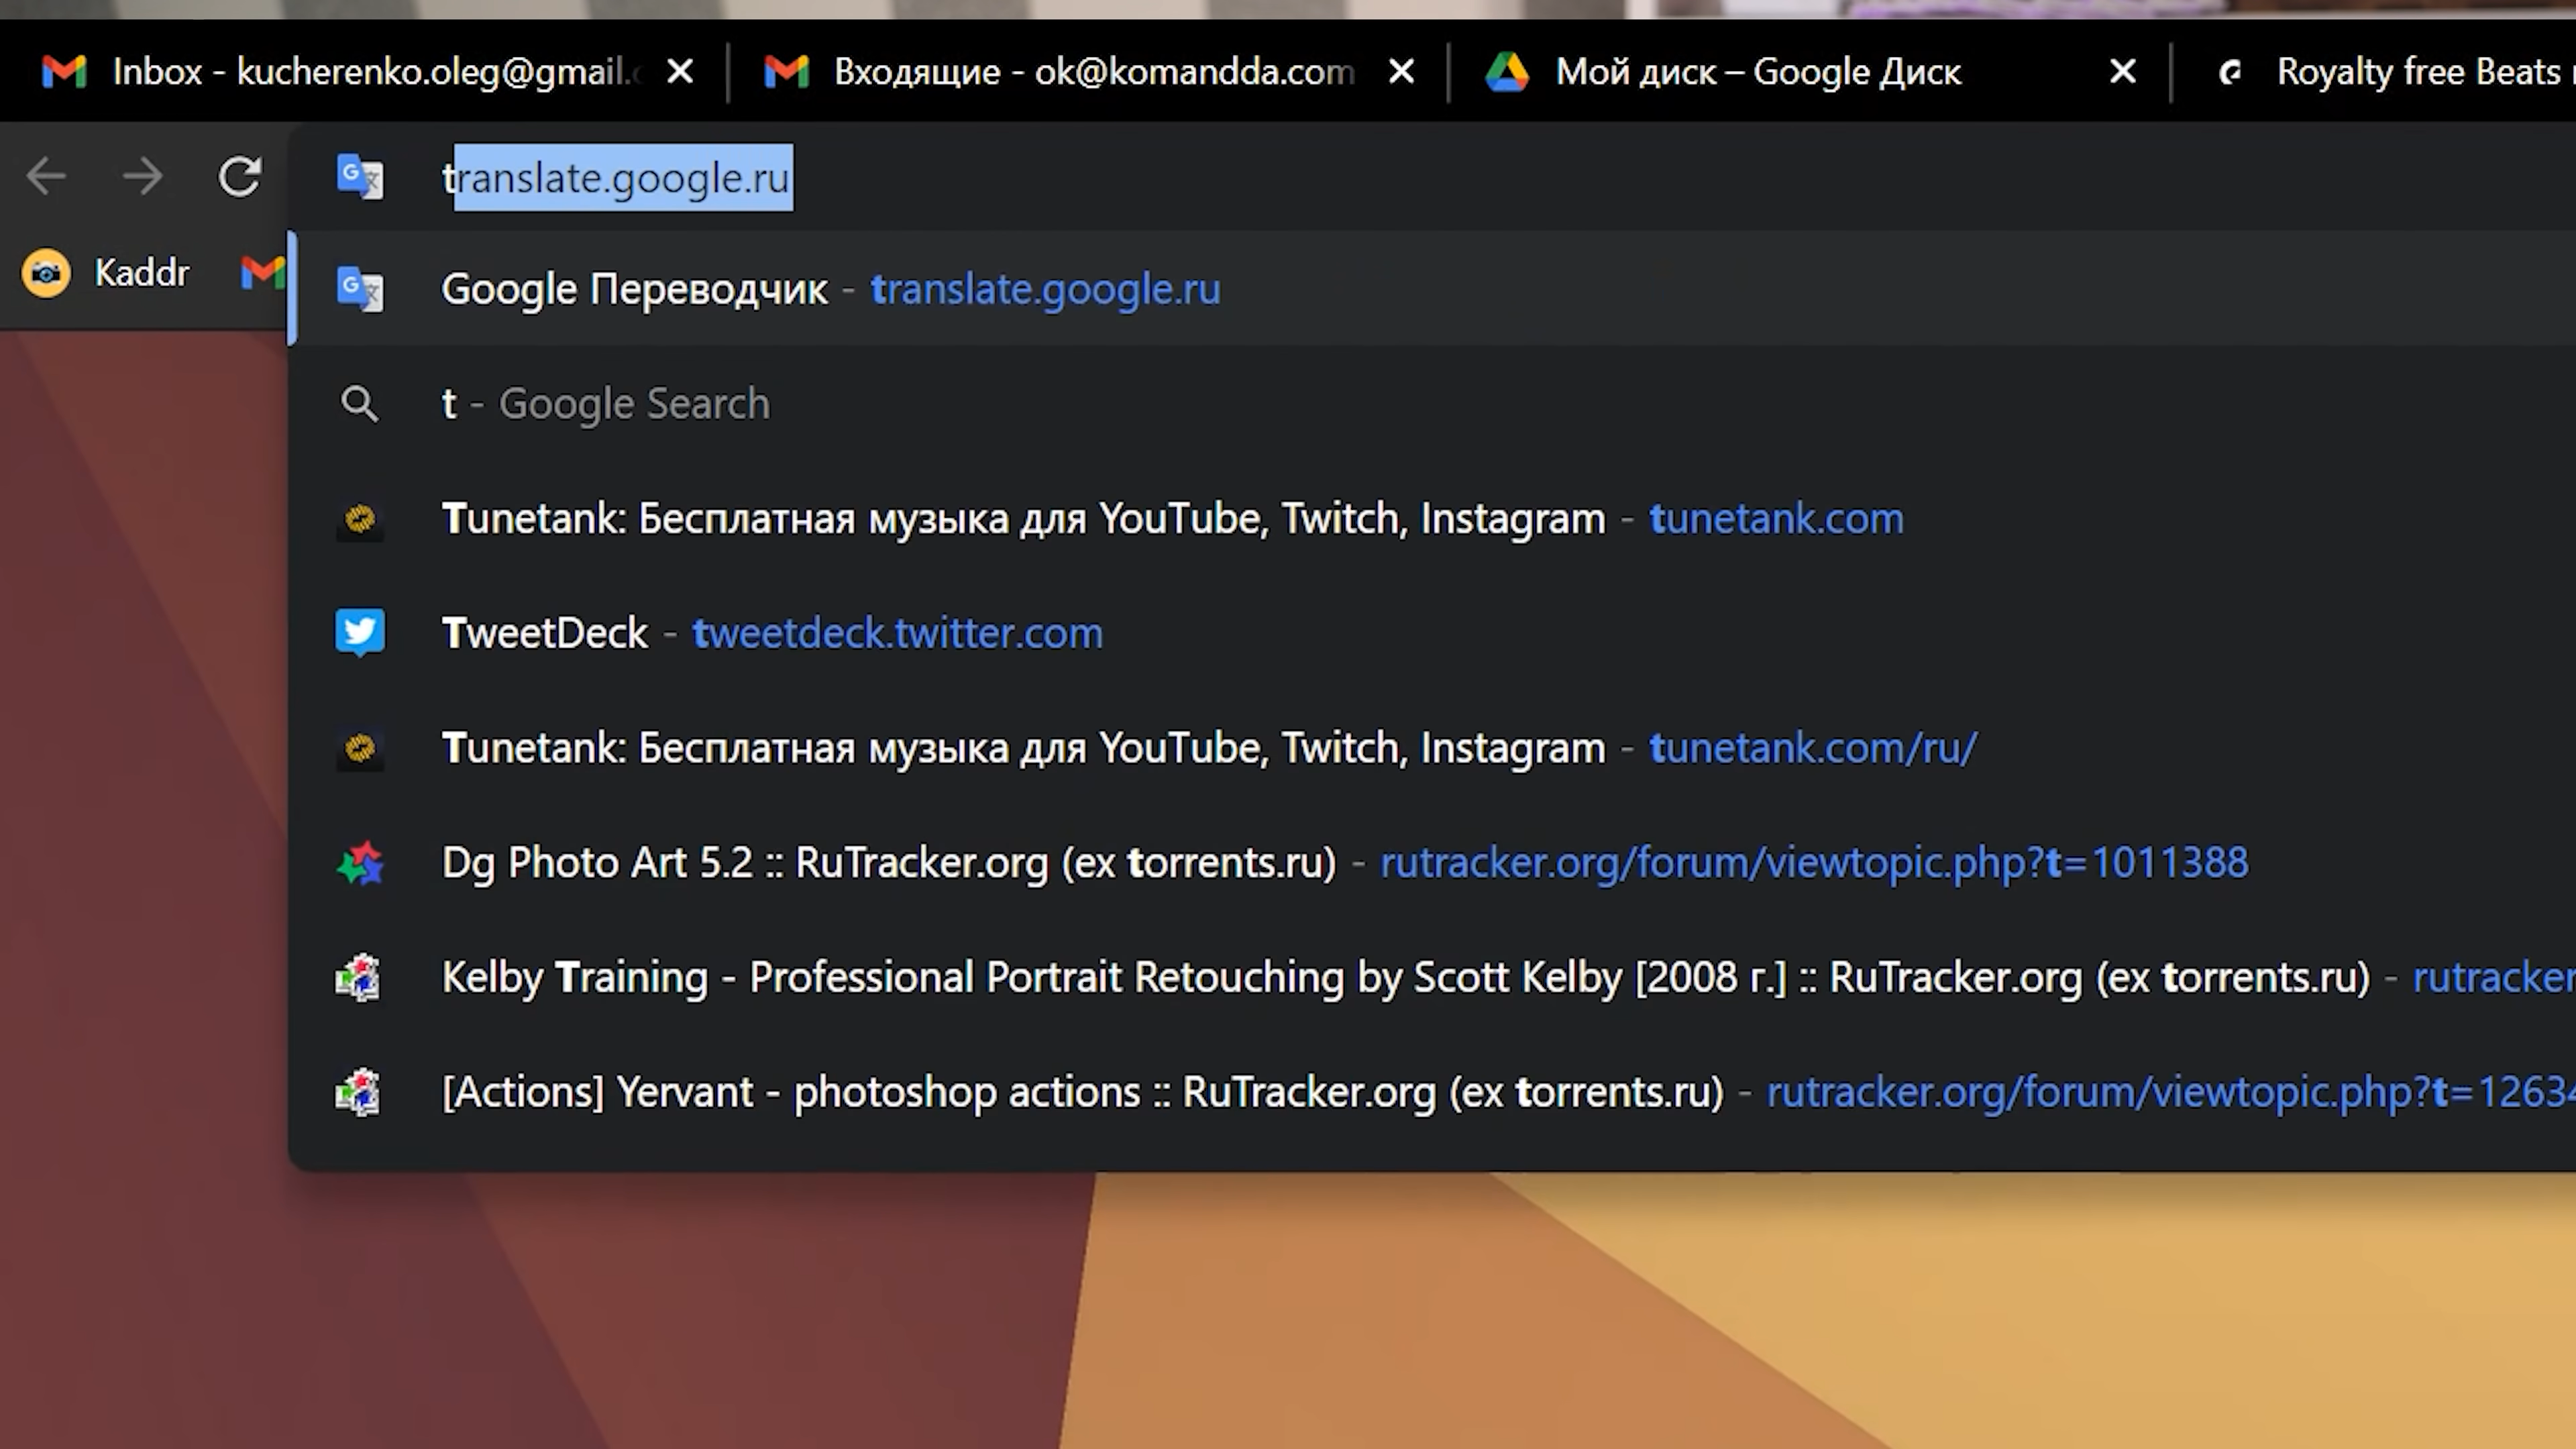 Inbox - kucherenko.oleg@gmail.
Входящие - ok@komandda.com
Мой диск – Google Диск
Royalty free Beats
translate.google.ru
Kaddr
Google Переводчик - translate.google.ru
t - Google Search
Tunetank: Бесплатная музыка для YouTube, Twitch, Instagram - tunetank.com
TweetDeck - tweetdeck.twitter.com
Tunetank: Бесплатная музыка для YouTube, Twitch, Instagram - tunetank.com/ru/
Dg Photo Art 5.2 :: RuTracker.org (ex torrents.ru) - rutracker.org/forum/viewtopic.php?t=1011388
Kelby Training - Professional Portrait Retouching by Scott Kelby [2008 г.] :: RuTracker.org (ex torrents.ru) - rutracker
[Actions] Yervant - photoshop actions :: RuTracker.org (ex torrents.ru) - rutracker.org/forum/viewtopic.php?t=12634